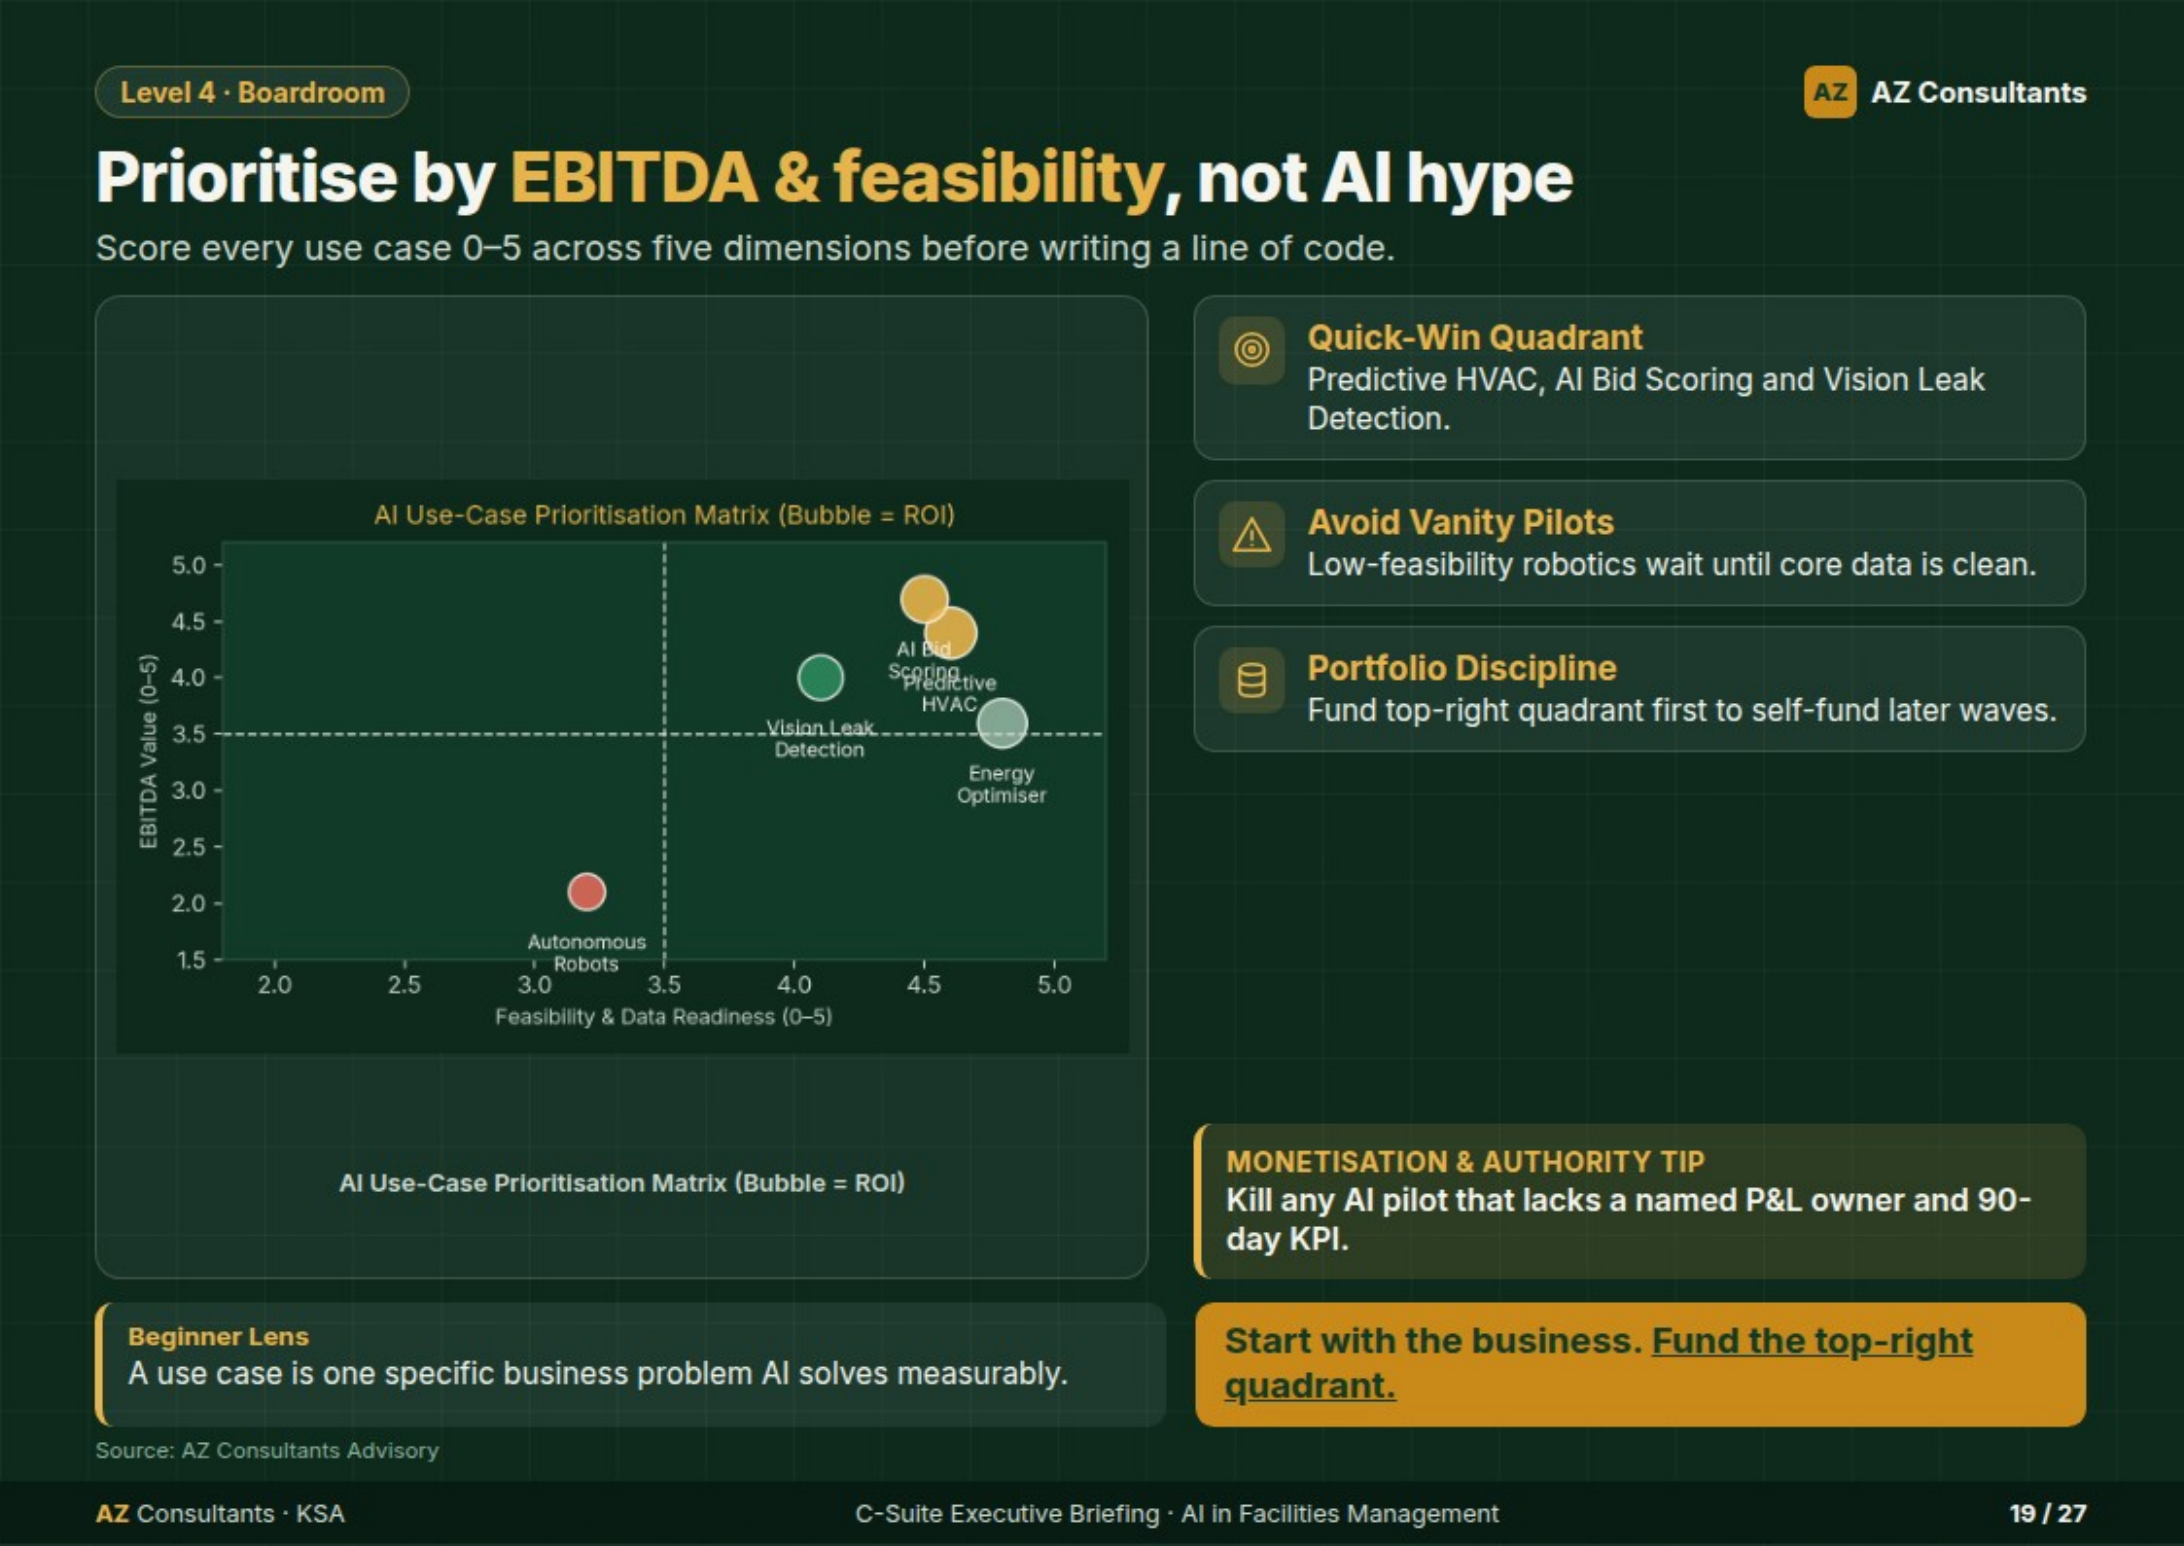 Level 4 · Boardroom
AZ AZ Consultants
Prioritise by EBITDA & feasibility, not AI hype
Score every use case 0–5 across five dimensions before writing a line of code.
AI Use-Case Prioritisation Matrix (Bubble = ROI)
EBITDA Value (0–5)
5.0
4.5
4.0
3.5
3.0
2.5
2.0
1.5
AI Bid
Scoring
Predictive
HVAC
Vision Leak
Detection
Energy
Optimiser
Autonomous
Robots
2.0 2.5 3.0 3.5 4.0 4.5 5.0
Feasibility & Data Readiness (0–5)
AI Use-Case Prioritisation Matrix (Bubble = ROI)
Quick-Win Quadrant
Predictive HVAC, AI Bid Scoring and Vision Leak
Detection.
Avoid Vanity Pilots
Low-feasibility robotics wait until core data is clean.
Portfolio Discipline
Fund top-right quadrant first to self-fund later waves.
MONETISATION & AUTHORITY TIP
Kill any AI pilot that lacks a named P&L owner and 90-
day KPI.
Beginner Lens
A use case is one specific business problem AI solves measurably.
Start with the business. Fund the top-right
quadrant.
Source: AZ Consultants Advisory
AZ Consultants · KSA
C-Suite Executive Briefing · AI in Facilities Management
19 / 27